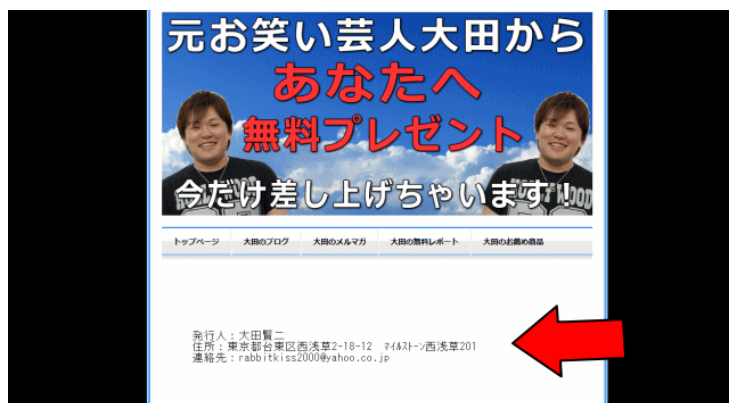 元お笑い芸人大田から
あなたへ
無料プレゼント
今だけ差し上げちゃいます！
トップページ 大田のブログ 大田のメルマガ 大田の無料レポート 大田のお薦め商品
発行人：大田賢二
住所：東京都台東区西浅草2-18-12 ﾏｲﾙｽﾄｰﾝ西浅草201
連絡先：rabbitkiss2000@yahoo.co.jp